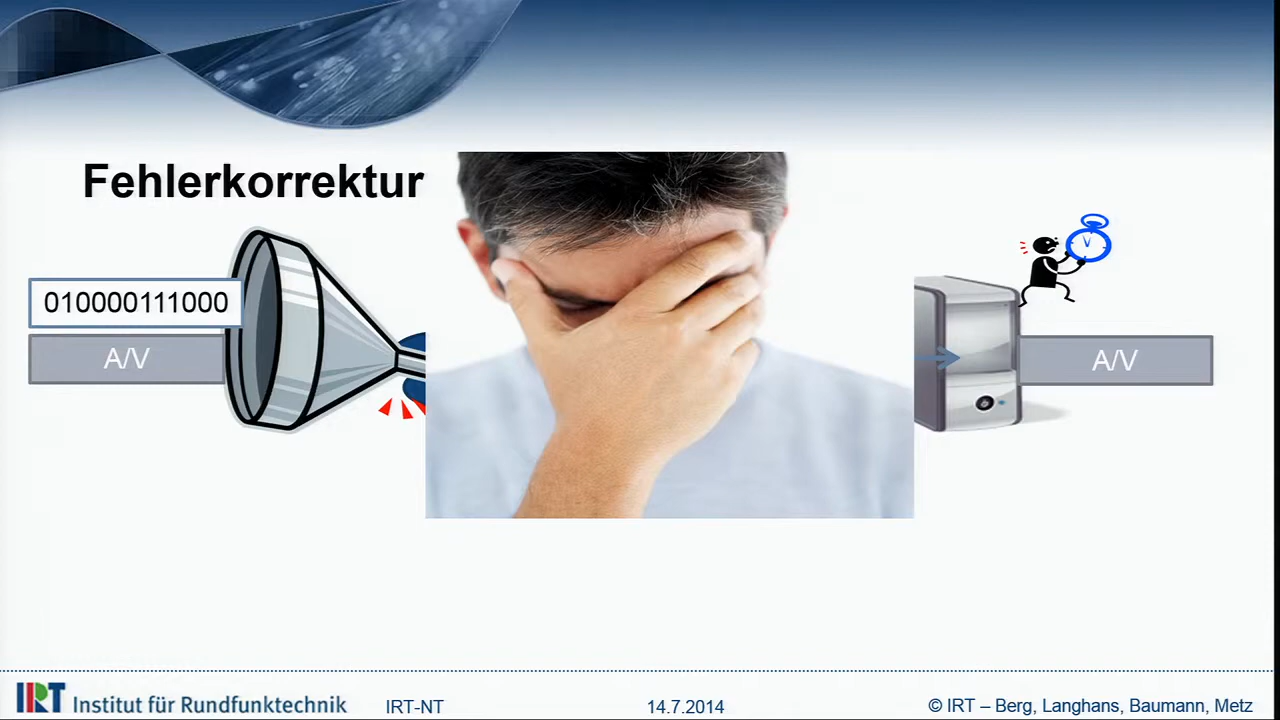 Fehlerkorrektur
010000111000
A/V
A/V
IRT Institut für Rundfunktechnik
IRT-NT
14.7.2014
© IRT – Berg, Langhans, Baumann, Metz